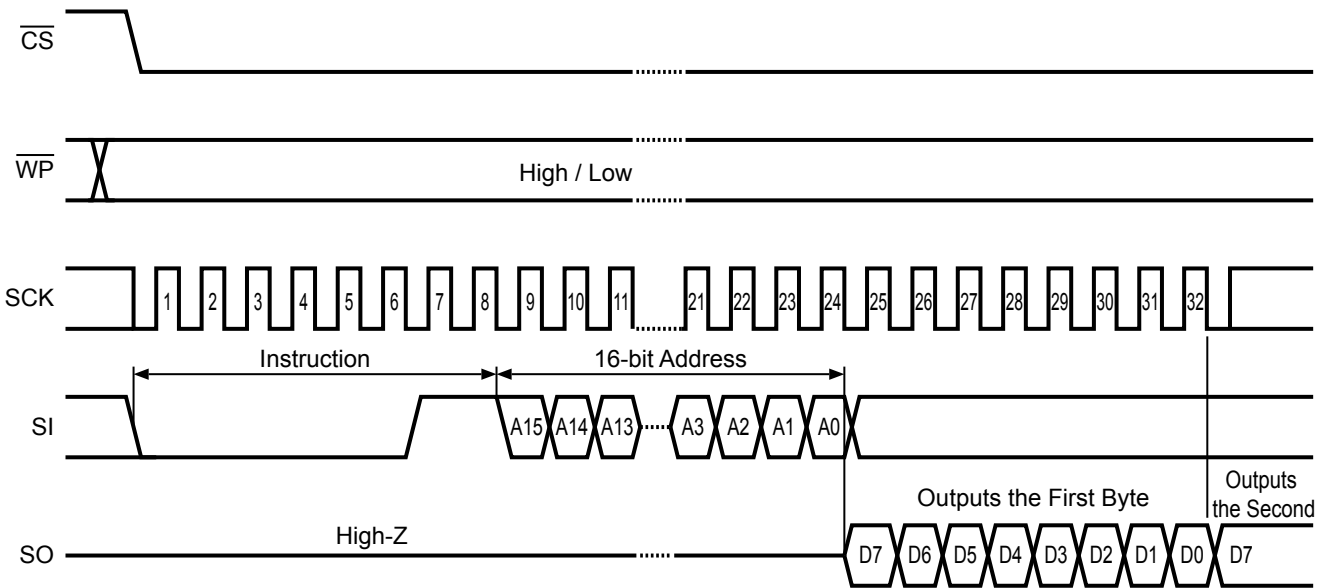 CS
WP
High / Low
SCK
1 2 3 4 5 6 7 8 9 10 11 21 22 23 24 25 26 27 28 29 30 31 32
Instruction
16-bit Address
SI
A15 A14 A13 A3 A2 A1 A0
Outputs the First Byte
Outputs
the Second
SO
High-Z
D7 D6 D5 D4 D3 D2 D1 D0 D7